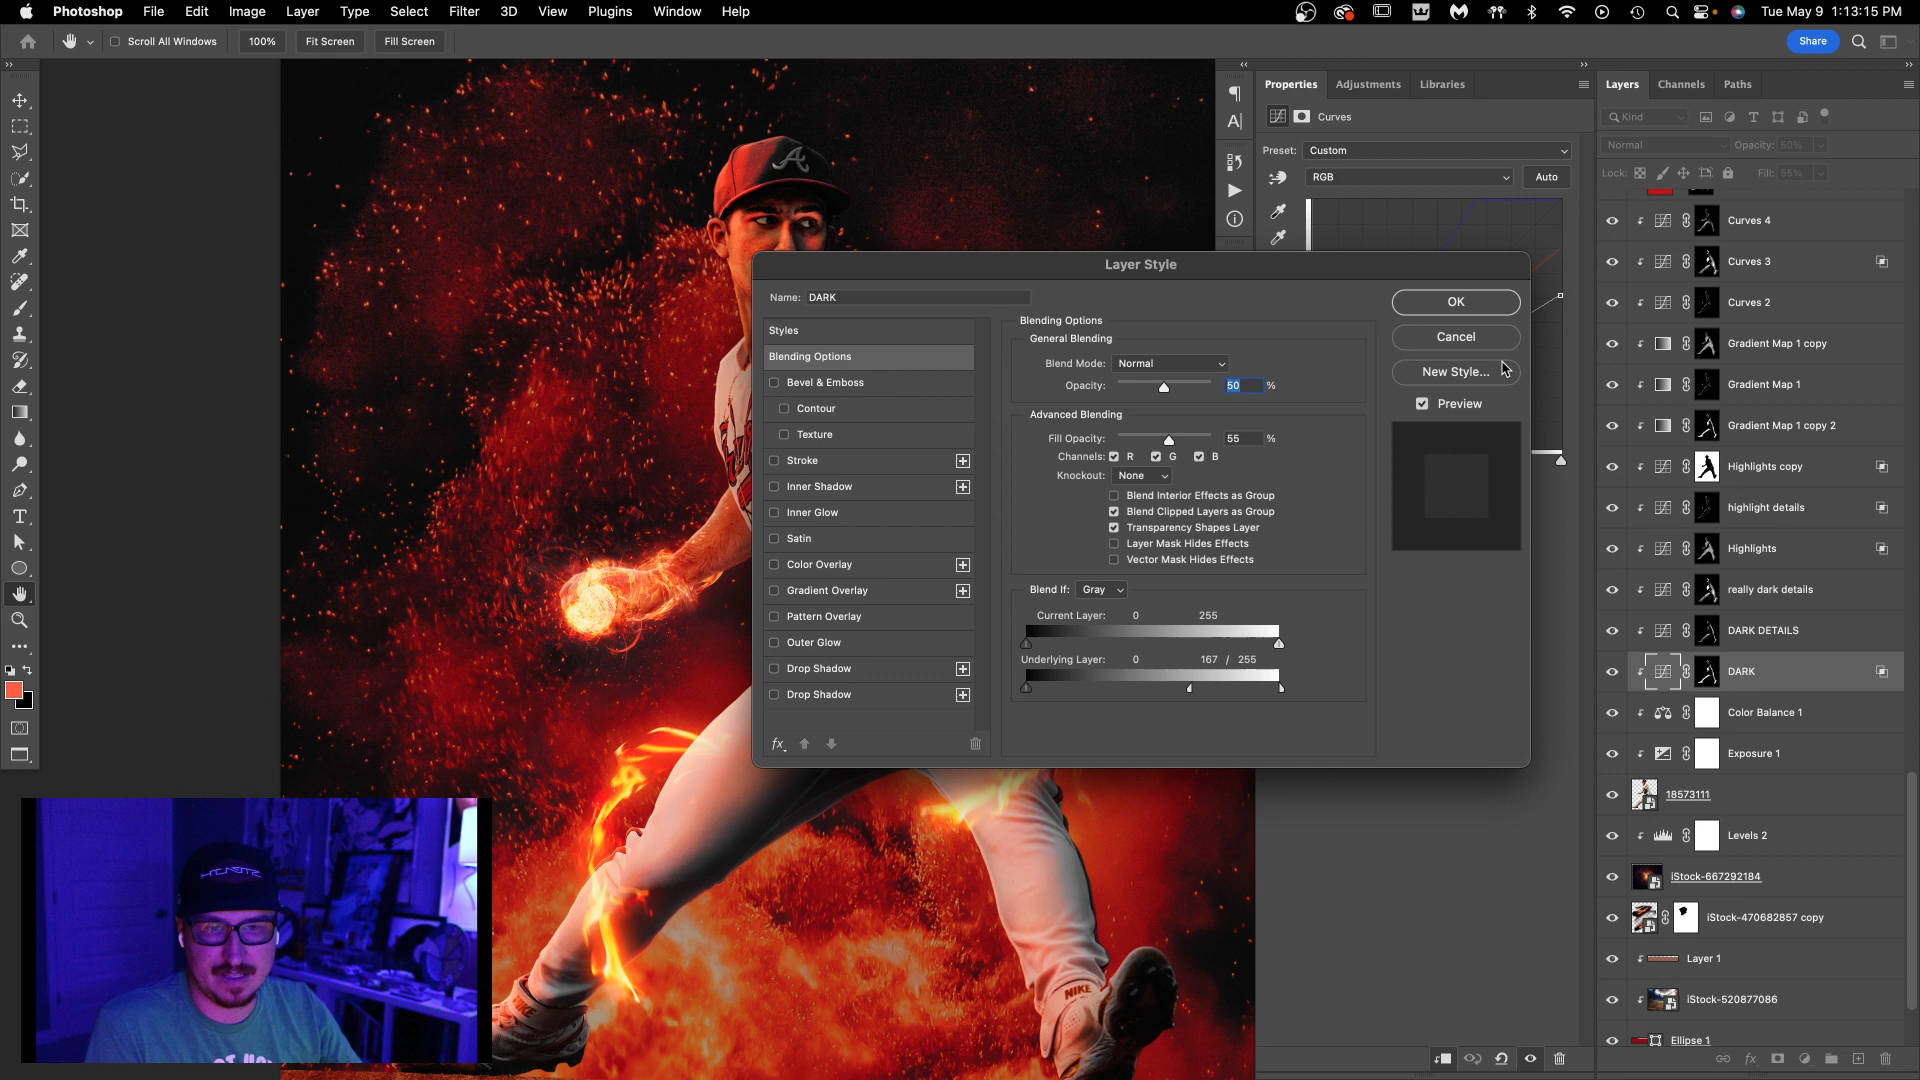 Photoshop File Edit Image Layer Type Select Filter 3D View Plugins Window Help Tue May 9 1:13:15 PM
Scroll All Windows 100% Fit Screen Fill Screen Share
Properties Adjustments Libraries
Curves
Preset: Custom
RGB Auto
Layers Channels Paths
Kind
Normal Opacity: 50%
Lock: Fill: 55%
Curves 4
Curves 3
Curves 2
Gradient Map 1 copy
Gradient Map 1
Gradient Map 1 copy 2
Highlights copy
highlight details
Highlights
really dark details
DARK DETAILS
DARK
Color Balance 1
Exposure 1
18573111
Levels 2
iStock-667292184
iStock-470682857 copy
Layer 1
iStock-520877086
Ellipse 1
Layer Style
Name: DARK
Styles
Blending Options
Bevel & Emboss
Contour
Texture
Stroke
Inner Shadow
Inner Glow
Satin
Color Overlay
Gradient Overlay
Pattern Overlay
Outer Glow
Drop Shadow
Drop Shadow
fx
Blending Options
General Blending
Blend Mode: Normal
Opacity: 50 %
Advanced Blending
Fill Opacity: 55 %
Channels: R G B
Knockout: None
Blend Interior Effects as Group
Blend Clipped Layers as Group
Transparency Shapes Layer
Layer Mask Hides Effects
Vector Mask Hides Effects
Blend If: Gray
Current Layer: 0 255
Underlying Layer: 0 167 / 255
OK
Cancel
New Style...
Preview
A
NIKE
fx